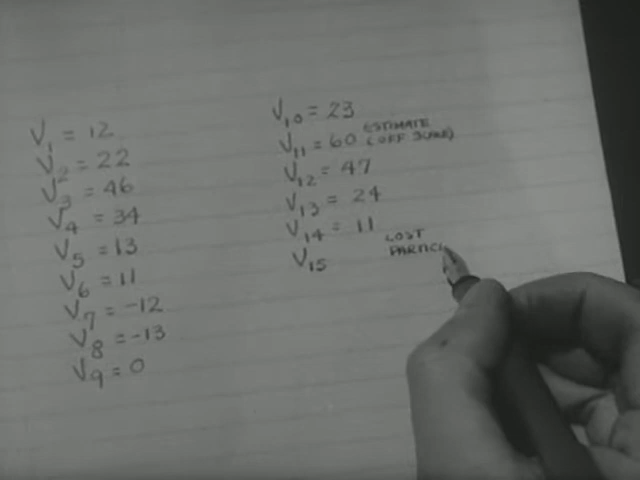 V1 = 12
V2 = 22
V3 = 46
V4 = 34
V5 = 13
V6 = 11
V7 = -12
V8 = -13
V9 = 0
V10 = 23
V11 = 60 ESTIMATE
(OFF SCALE)
V12 = 47
V13 = 24
V14 = 11
V15 LOST
PARTICL